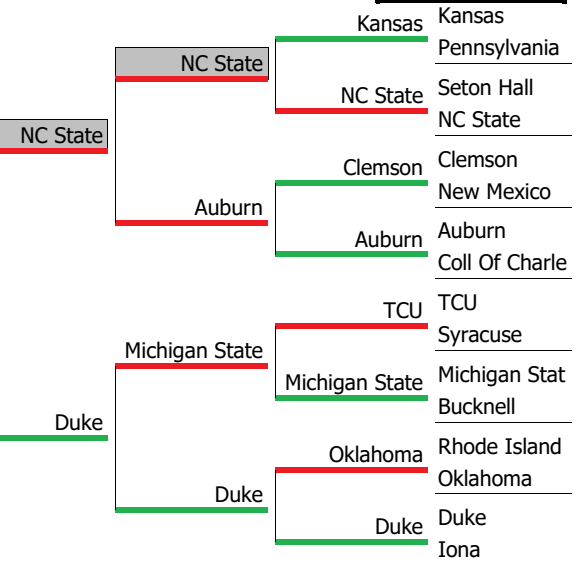 Kansas
Kansas
Pennsylvania
NC State
NC State
Seton Hall
NC State
NC State
Clemson
Clemson
New Mexico
Auburn
Auburn
Auburn
Coll Of Charle
TCU
TCU
Syracuse
Michigan State
Michigan State
Michigan Stat
Bucknell
Duke
Oklahoma
Rhode Island
Oklahoma
Duke
Duke
Duke
Iona